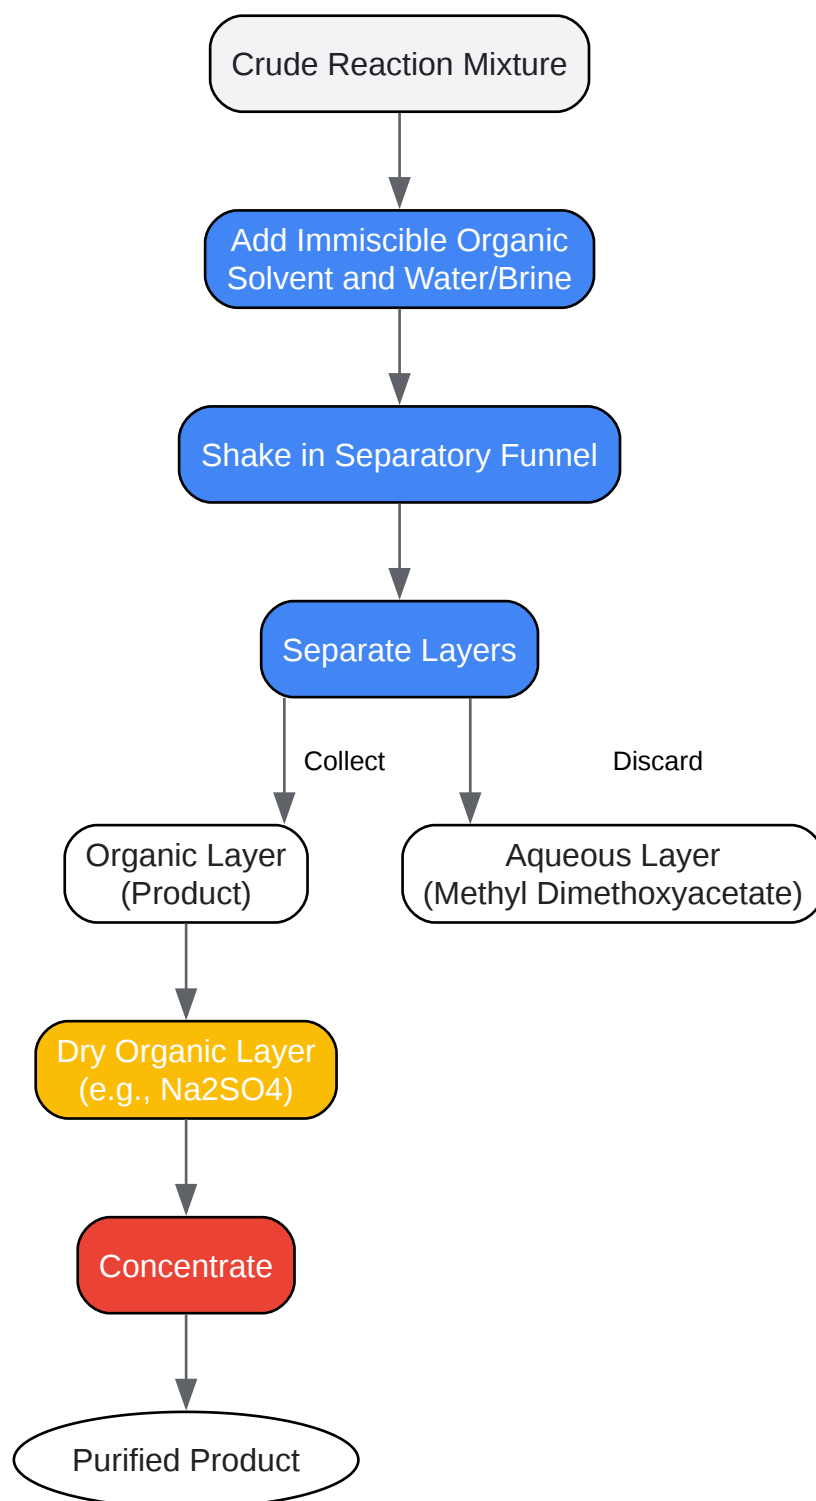 Crude Reaction Mixture
Add Immiscible Organic
Solvent and Water/Brine
Shake in Separatory Funnel
Separate Layers
Collect
Discard
Organic Layer
(Product)
Aqueous Layer
(Methyl Dimethoxyacetate)
Dry Organic Layer
(e.g., Na2SO4)
Concentrate
Purified Product